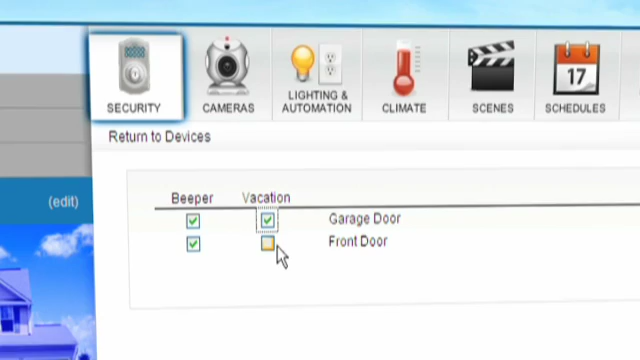 SECURITY
CAMERAS
LIGHTING &
AUTOMATION
CLIMATE
SCENES
17
SCHEDULES
Return to Devices
(edit)
Beeper Vacation
Garage Door
Front Door